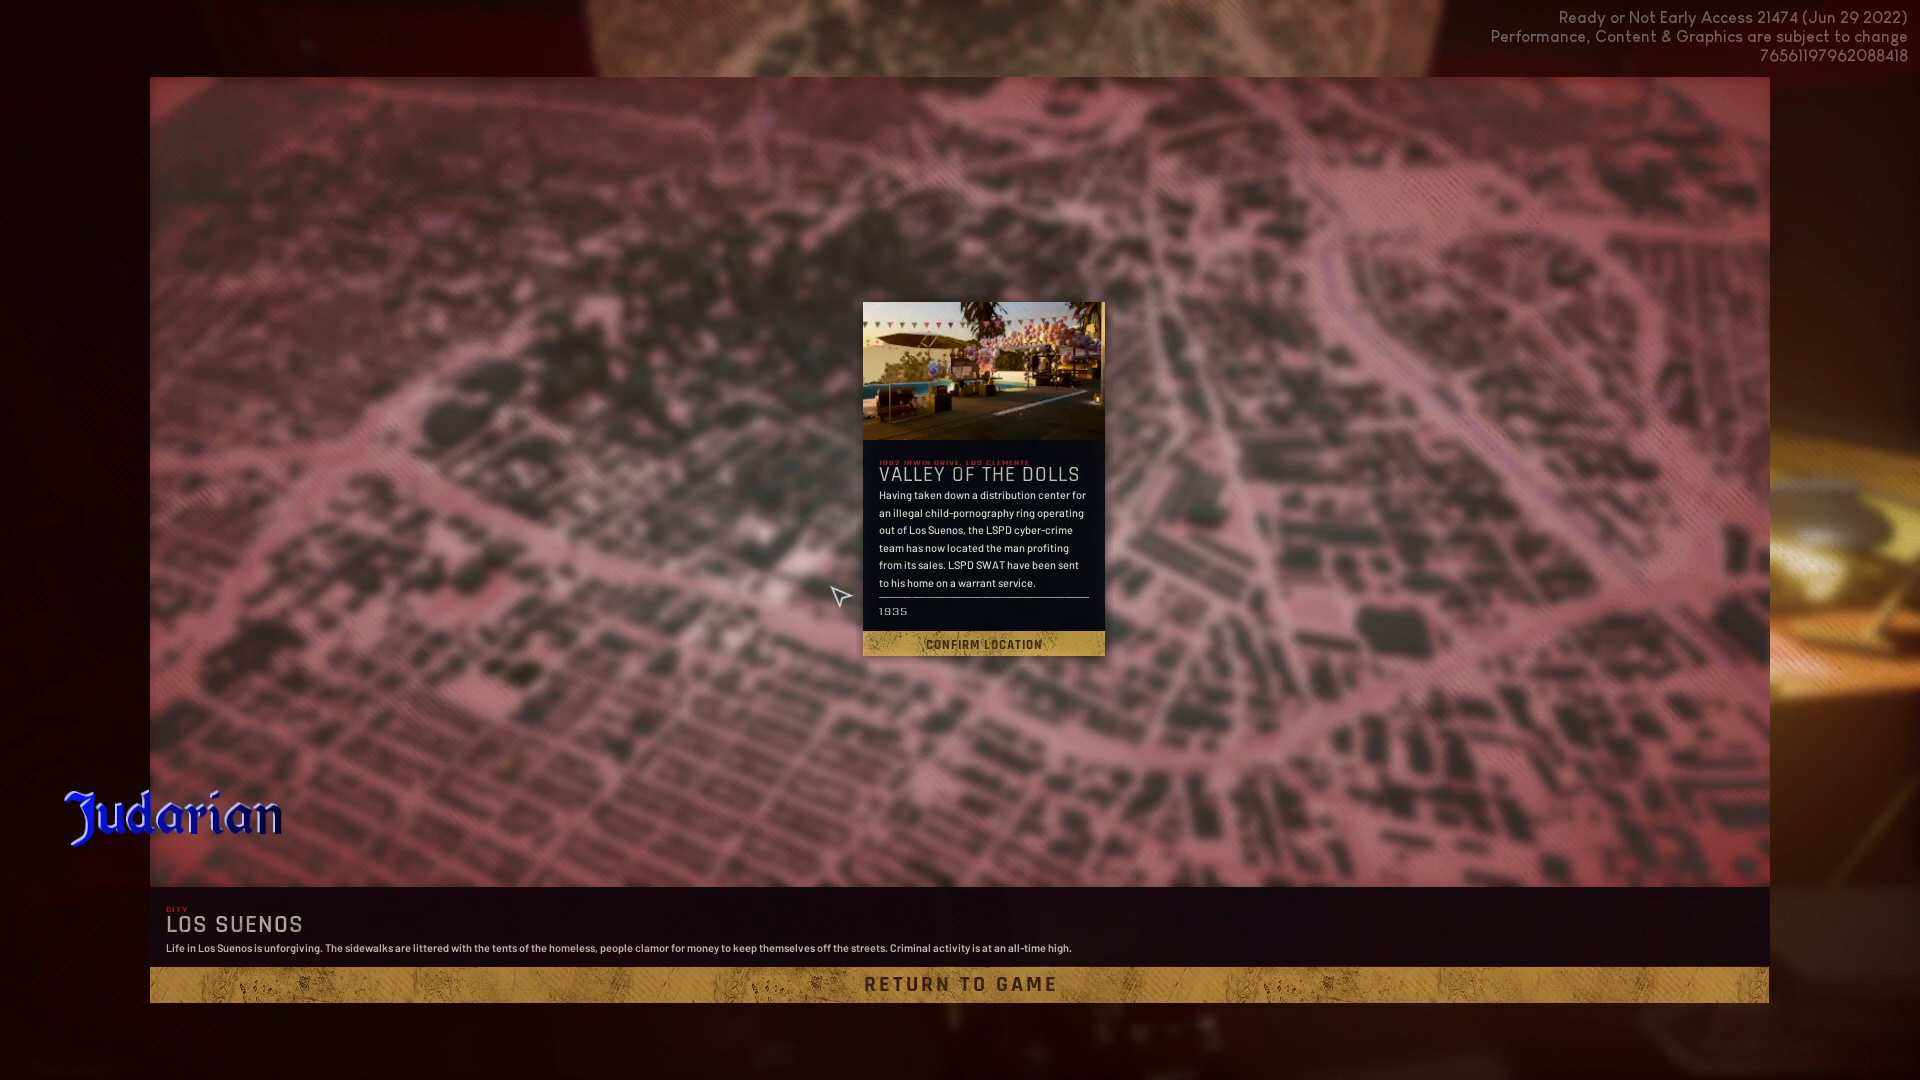 Ready or Not Early Access 21474 (Jun 29 2022)
Performance, Content & Graphics are subject to change
76561197962088418
1982 IRWIN DRIVE, LOS CLEMENTE
VALLEY OF THE DOLLS
Having taken down a distribution center for
an illegal child-pornography ring operating
out of Los Suenos, the LSPD cyber-crime
team has now located the man profiting
from its sales. LSPD SWAT have been sent
to his home on a warrant service.
1935
CONFIRM LOCATION
Judarian
CITY
LOS SUENOS
Life in Los Suenos is unforgiving. The sidewalks are littered with the tents of the homeless, people clamor for money to keep themselves off the streets. Criminal activity is at an all-time high.
RETURN TO GAME